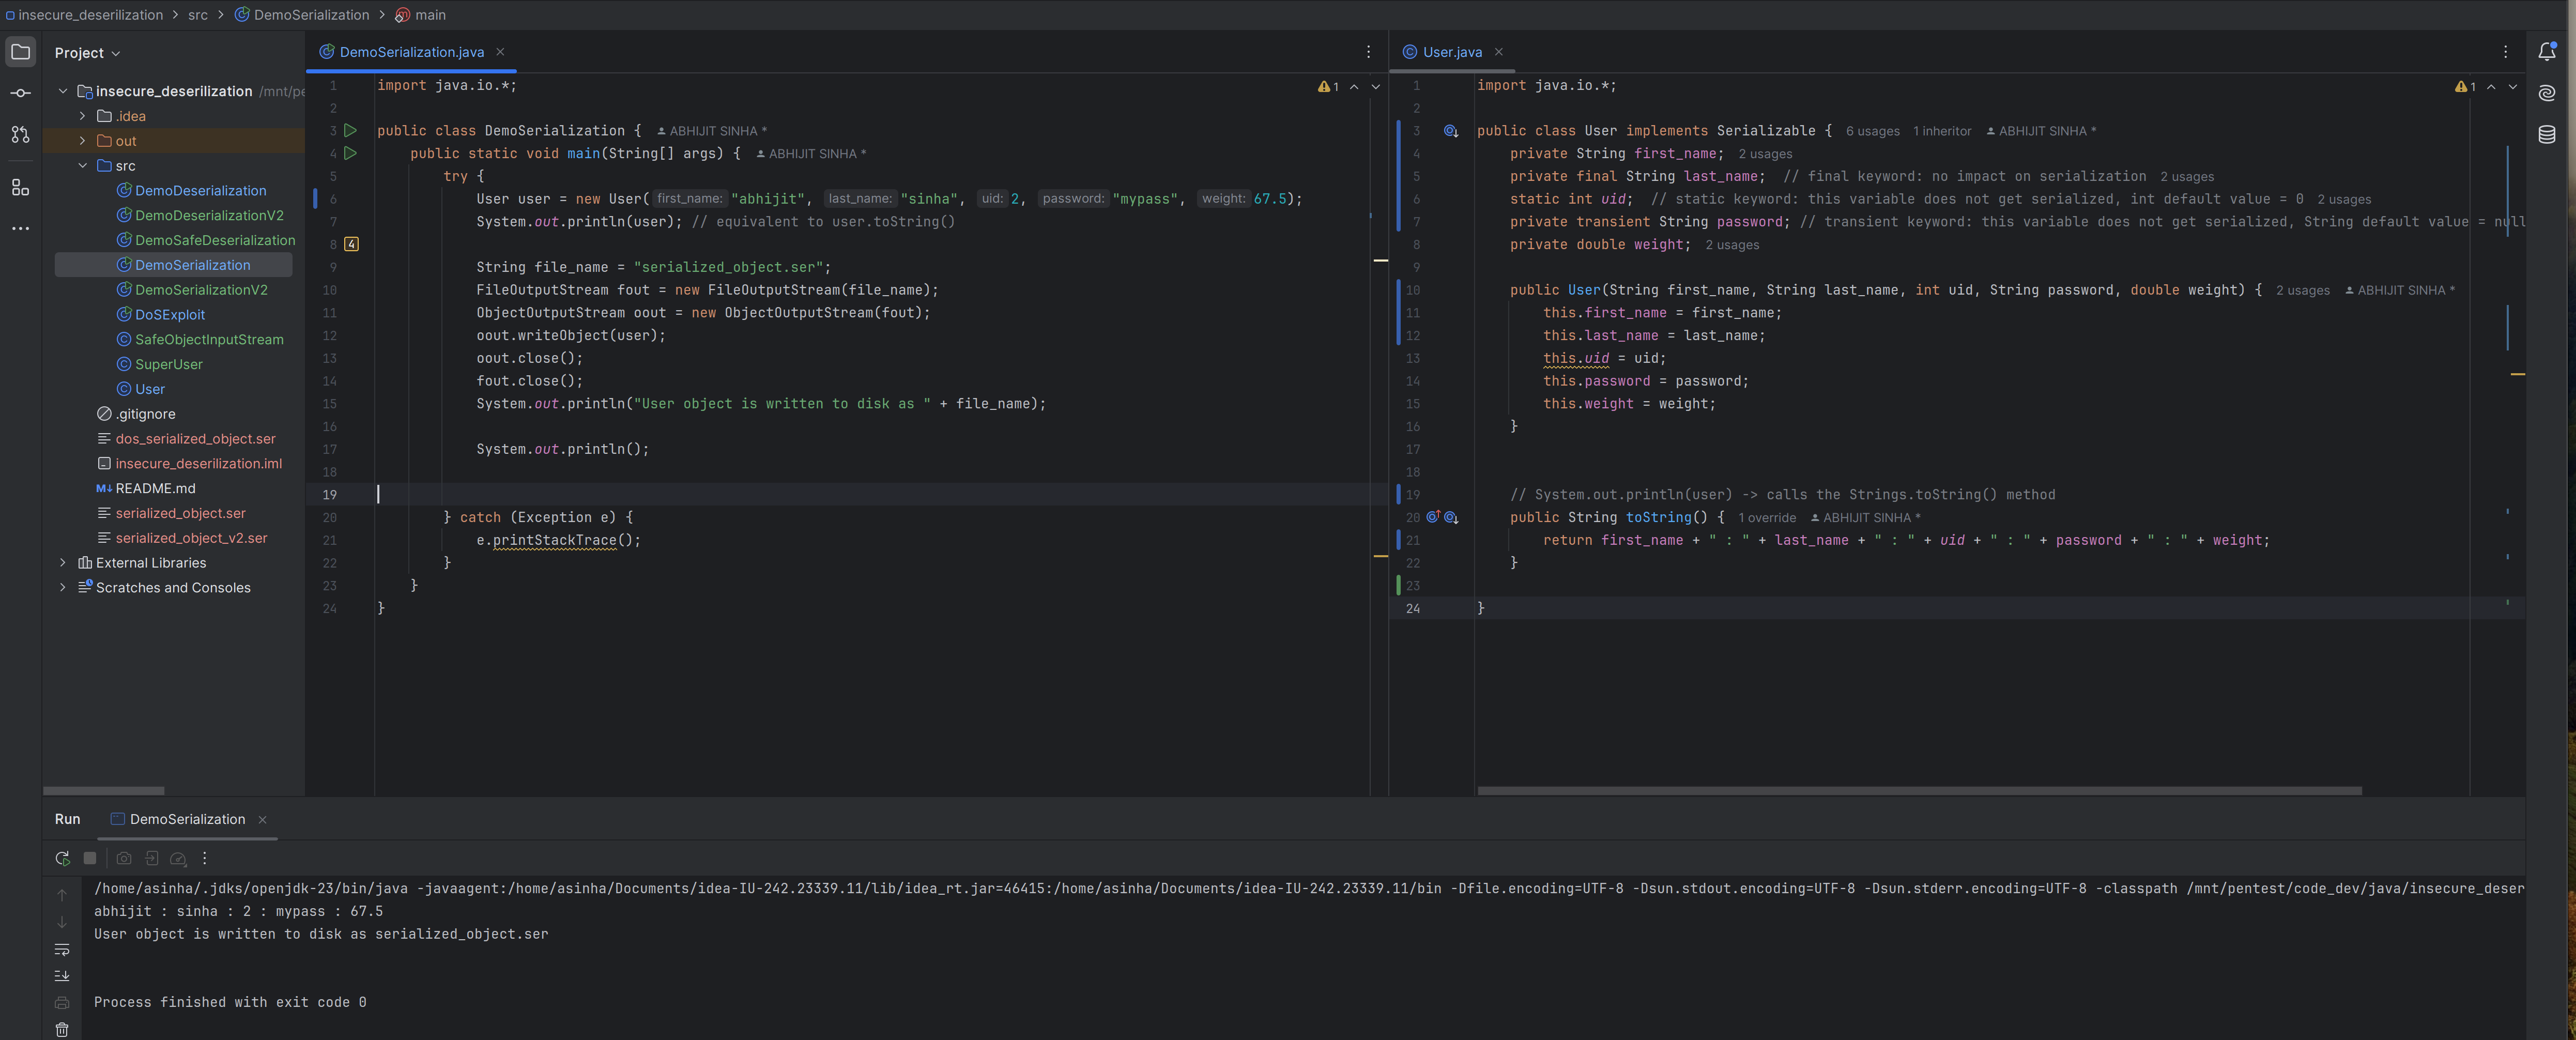 insecure_deserilization > src > DemoSerialization > main
Project
insecure_deserilization /mnt/pe
.idea
out
src
DemoDeserialization
DemoDeserializationV2
DemoSafeDeserialization
DemoSerialization
DemoSerializationV2
DoSExploit
SafeObjectInputStream
SuperUser
User
.gitignore
dos_serialized_object.ser
insecure_deserilization.iml
M↓ README.md
serialized_object.ser
serialized_object_v2.ser
External Libraries
Scratches and Consoles
DemoSerialization.java
1
1 import java.io.*;
2
3 public class DemoSerialization { ABHIJIT SINHA *
4 public static void main(String[] args) { ABHIJIT SINHA *
5 try {
6 User user = new User( first_name: "abhijit", last_name: "sinha", uid: 2, password: "mypass", weight: 67.5);
7 System.out.println(user); // equivalent to user.toString()
8 4
9 String file_name = "serialized_object.ser";
10 FileOutputStream fout = new FileOutputStream(file_name);
11 ObjectOutputStream oout = new ObjectOutputStream(fout);
12 oout.writeObject(user);
13 oout.close();
14 fout.close();
15 System.out.println("User object is written to disk as " + file_name);
16
17 System.out.println();
18
19
20 } catch (Exception e) {
21 e.printStackTrace();
22 }
23 }
24 }
User.java
1
1 import java.io.*;
2
3 public class User implements Serializable { 6 usages 1 inheritor ABHIJIT SINHA *
4 private String first_name; 2 usages
5 private final String last_name; // final keyword: no impact on serialization 2 usages
6 static int uid; // static keyword: this variable does not get serialized, int default value = 0 2 usages
7 private transient String password; // transient keyword: this variable does not get serialized, String default value = null
8 private double weight; 2 usages
9
10 public User(String first_name, String last_name, int uid, String password, double weight) { 2 usages ABHIJIT SINHA *
11 this.first_name = first_name;
12 this.last_name = last_name;
13 this.uid = uid;
14 this.password = password;
15 this.weight = weight;
16 }
17
18
19 // System.out.println(user) -> calls the Strings.toString() method
20 public String toString() { 1 override ABHIJIT SINHA *
21 return first_name + " : " + last_name + " : " + uid + " : " + password + " : " + weight;
22 }
23
24 }
Run DemoSerialization
/home/asinha/.jdks/openjdk-23/bin/java -javaagent:/home/asinha/Documents/idea-IU-242.23339.11/lib/idea_rt.jar=46415:/home/asinha/Documents/idea-IU-242.23339.11/bin -Dfile.encoding=UTF-8 -Dsun.stdout.encoding=UTF-8 -Dsun.stderr.encoding=UTF-8 -classpath /mnt/pentest/code_dev/java/insecure_deser
abhijit : sinha : 2 : mypass : 67.5
User object is written to disk as serialized_object.ser
Process finished with exit code 0